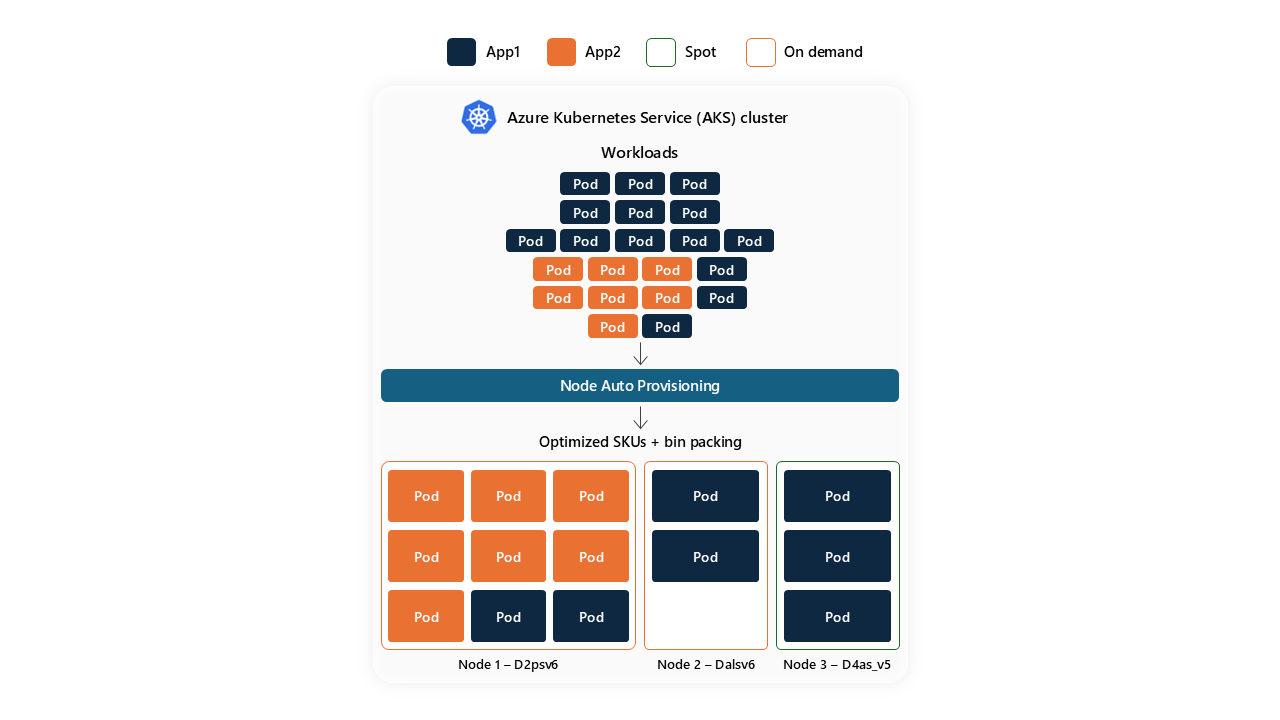 App1 App2 Spot On demand
Azure Kubernetes Service (AKS) cluster
Workloads
Pod Pod Pod
Pod Pod Pod
Pod Pod Pod Pod Pod
Pod Pod Pod Pod
Pod Pod Pod Pod
Pod Pod
Node Auto Provisioning
Optimized SKUs + bin packing
Pod Pod Pod Pod Pod
Pod Pod Pod Pod Pod
Pod Pod Pod Pod
Node 1 – D2psv6 Node 2 – Dalsv6 Node 3 – D4as_v5